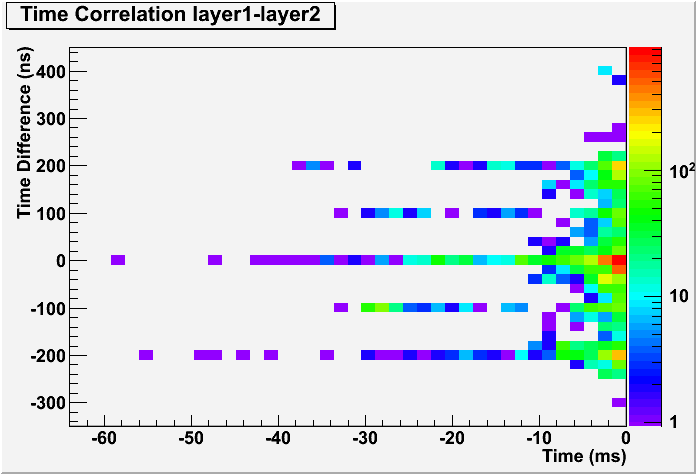 Time Correlation layer1-layer2
Time Difference (ns)
400
300
200
100
0
-100
-200
-300
-60 -50 -40 -30 -20 -10 0
Time (ms)
10²
10
1